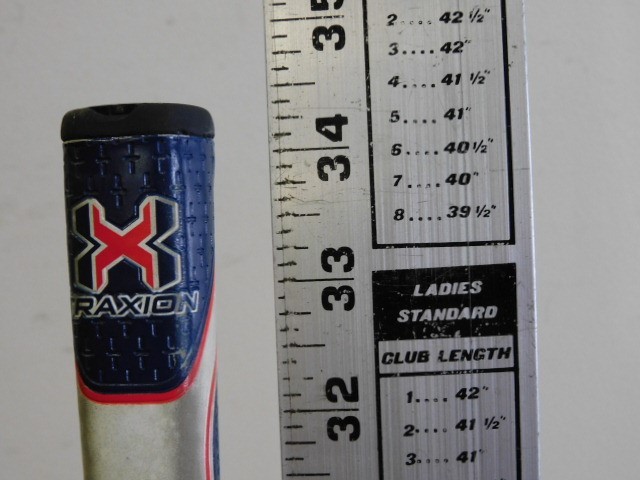 X
TRAXION
35
34
33
32
2.... 42 ½"
3.... 42"
4.... 41 ½"
5.... 41"
6.... 40 ½"
7.... 40"
8.... 39 ½"
LADIES
STANDARD
CLUB LENGTH
1.... 42"
2.... 41 ½"
3.... 41"